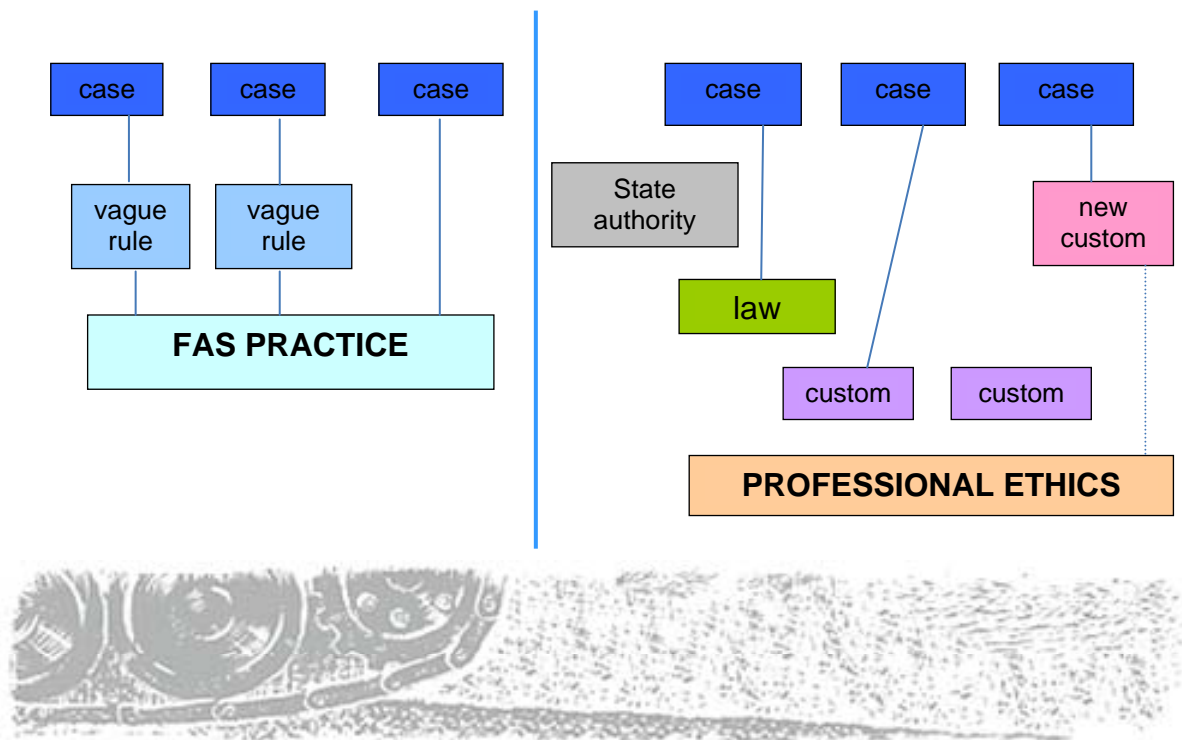 case
case
case
vague
rule
vague
rule
FAS PRACTICE
case
case
case
State
authority
new
custom
law
custom
custom
PROFESSIONAL ETHICS